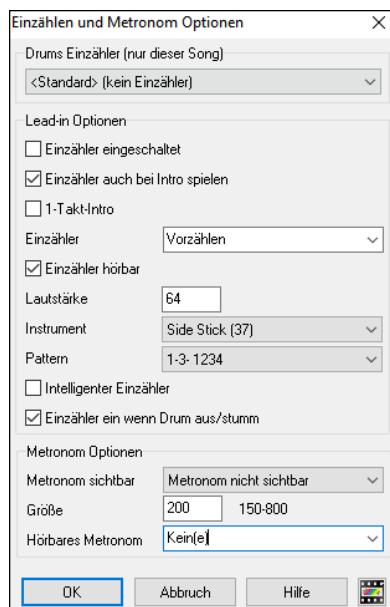 Einzählen und Metronom Optionen
Drums Einzähler (nur dieser Song)
<Standard> (kein Einzähler)
Lead-in Optionen
Einzähler eingeschaltet
Einzähler auch bei Intro spielen
1-Takt-Intro
Einzähler Vorzählen
Einzähler hörbar
Lautstärke 64
Instrument Side Stick (37)
Pattern 1-3- 1234
Intelligenter Einzähler
Einzähler ein wenn Drum aus/stumm
Metronom Optionen
Metronom sichtbar Metronom nicht sichtbar
Größe 200 150-800
Hörbares Metronom Kein(e)
OK Abbruch Hilfe